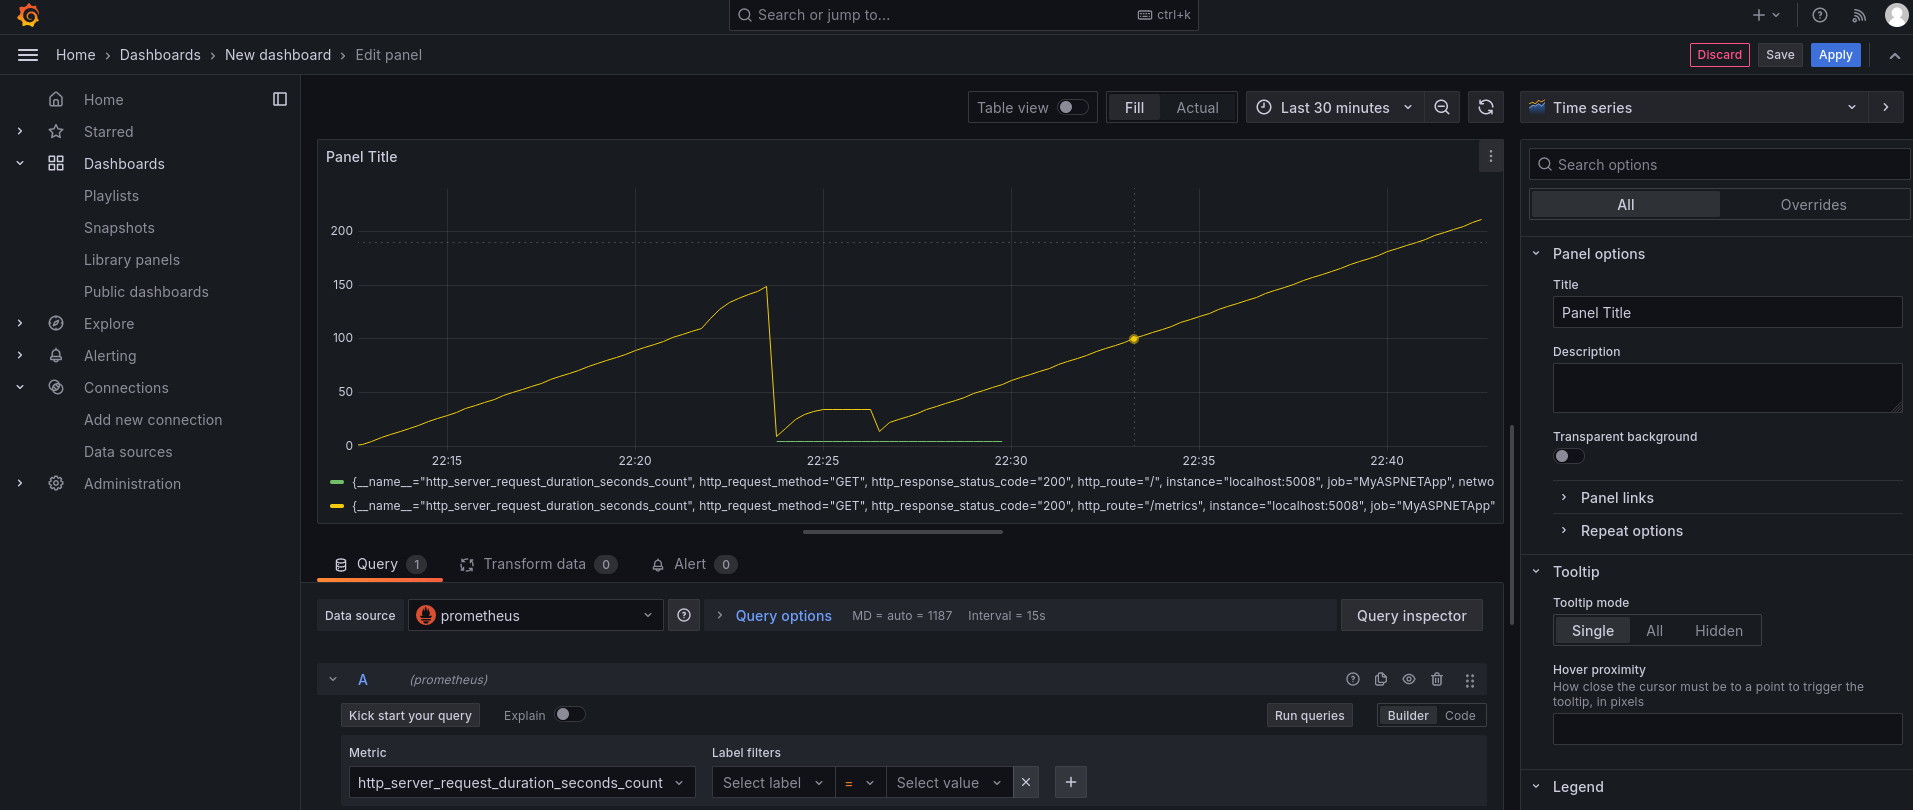 Search or jump to...
ctrl+k
Home › Dashboards › New dashboard › Edit panel
Discard
Save
Apply
Home
Starred
Dashboards
Playlists
Snapshots
Library panels
Public dashboards
Explore
Alerting
Connections
Add new connection
Data sources
Administration
Table view
Fill
Actual
Last 30 minutes
Panel Title
200
150
100
50
0
22:15 22:20 22:25 22:30 22:35 22:40
{__name__="http_server_request_duration_seconds_count", http_request_method="GET", http_response_status_code="200", http_route="/", instance="localhost:5008", job="MyASPNETApp", netwo
{__name__="http_server_request_duration_seconds_count", http_request_method="GET", http_response_status_code="200", http_route="/metrics", instance="localhost:5008", job="MyASPNETApp"
Query 1
Transform data 0
Alert 0
Data source
prometheus
Query options
MD = auto = 1187
Interval = 15s
Query inspector
A
(prometheus)
Kick start your query
Explain
Run queries
Builder
Code
Metric
Label filters
http_server_request_duration_seconds_count
Select label
=
Select value
Time series
Search options
All
Overrides
Panel options
Title
Panel Title
Description
Transparent background
Panel links
Repeat options
Tooltip
Tooltip mode
Single
All
Hidden
Hover proximity
How close the cursor must be to a point to trigger the
tooltip, in pixels
Legend